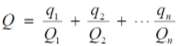 Q = q₁/Q₁ + q₂/Q₂ + ⋯ qₙ/Qₙ